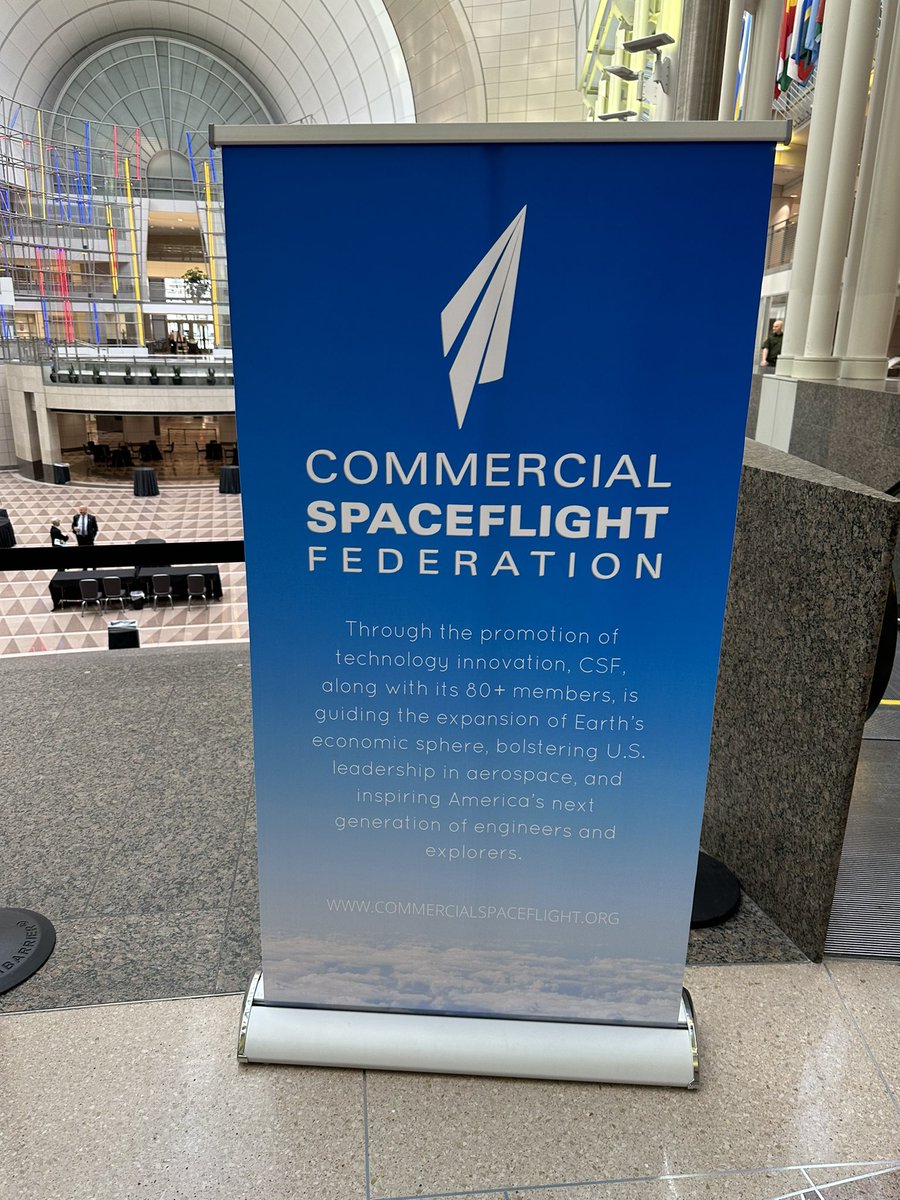 COMMERCIAL
SPACEFLIGHT
FEDERATION
Through the promotion of
technology innovation, CSF,
along with its 80+ members, is
guiding the expansion of Earth's
economic sphere, bolstering U.S.
leadership in aerospace, and
inspiring America's next
generation of engineers and
explorers.
WWW.COMMERCIALSPACEFLIGHT.ORG